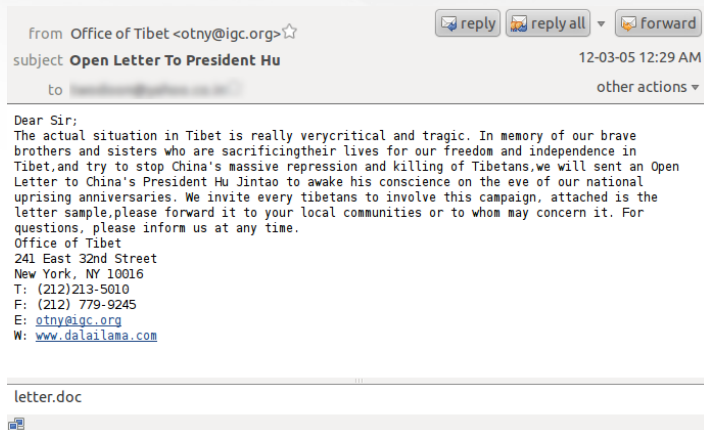 reply reply all forward
from Office of Tibet <otny@igc.org>
subject Open Letter To President Hu 12-03-05 12:29 AM
to other actions
Dear Sir;
The actual situation in Tibet is really verycritical and tragic. In memory of our brave
brothers and sisters who are sacrificingtheir lives for our freedom and independence in
Tibet,and try to stop China's massive repression and killing of Tibetans,we will sent an Open
Letter to China's President Hu Jintao to awake his conscience on the eve of our national
uprising anniversaries. We invite every tibetans to involve this campaign, attached is the
letter sample,please forward it to your local communities or to whom may concern it. For
questions, please inform us at any time.
Office of Tibet
241 East 32nd Street
New York, NY 10016
T: (212)213-5010
F: (212) 779-9245
E: otny@igc.org
W: www.dalailama.com
letter.doc